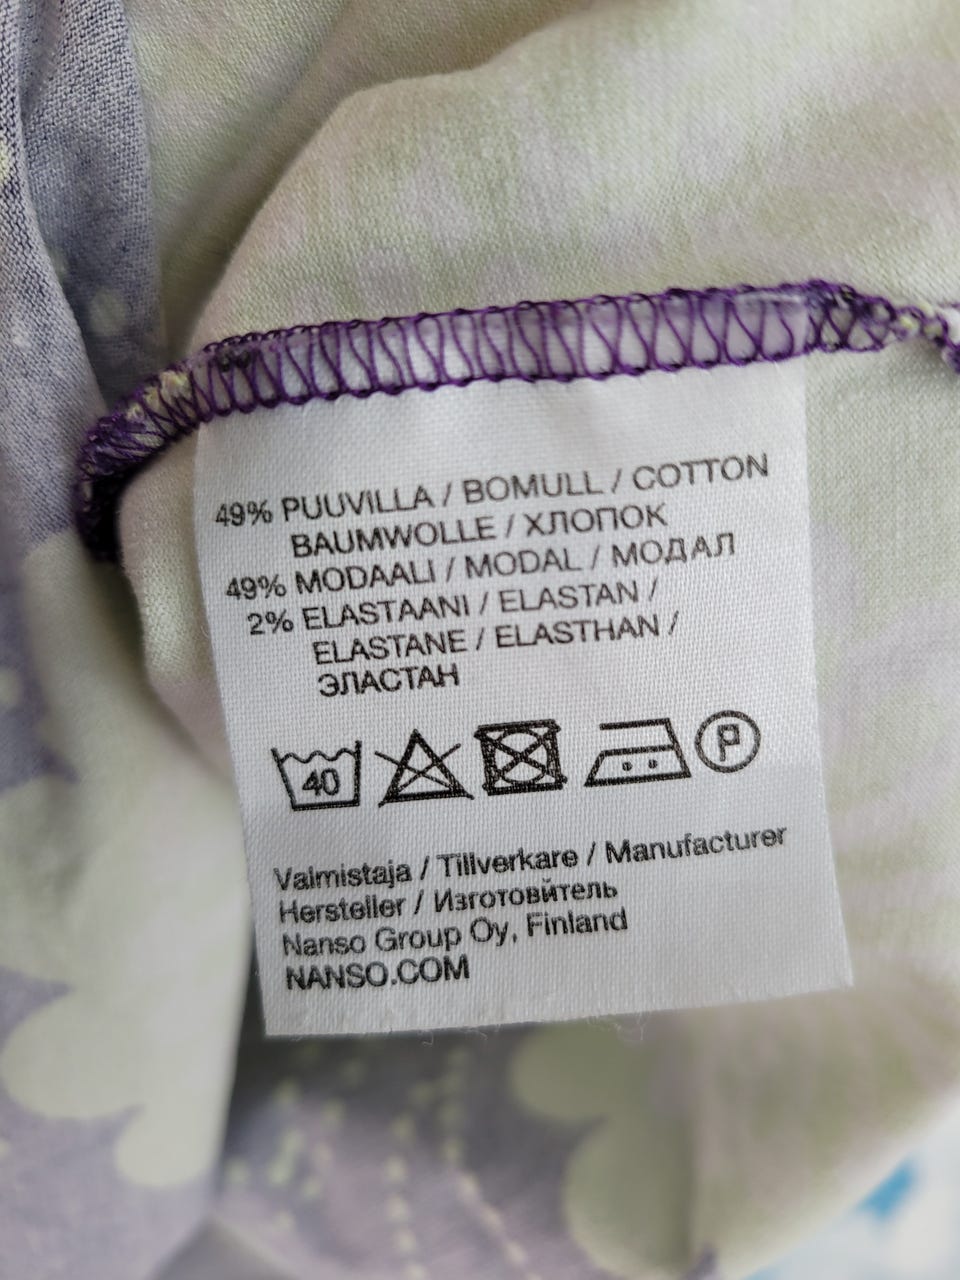 49% PUUVILLA / BOMULL / COTTON
BAUMWOLLE / ХЛОПОК
49% MODAALI / MODAL / МОДАЛ
2% ELASTAANI / ELASTAN /
ELASTANE / ELASTHAN /
ЭЛАСТАН
40
P
Valmistaja / Tillverkare / Manufacturer
Hersteller / Изготовйтель
Nanso Group Oy, Finland
NANSO.COM